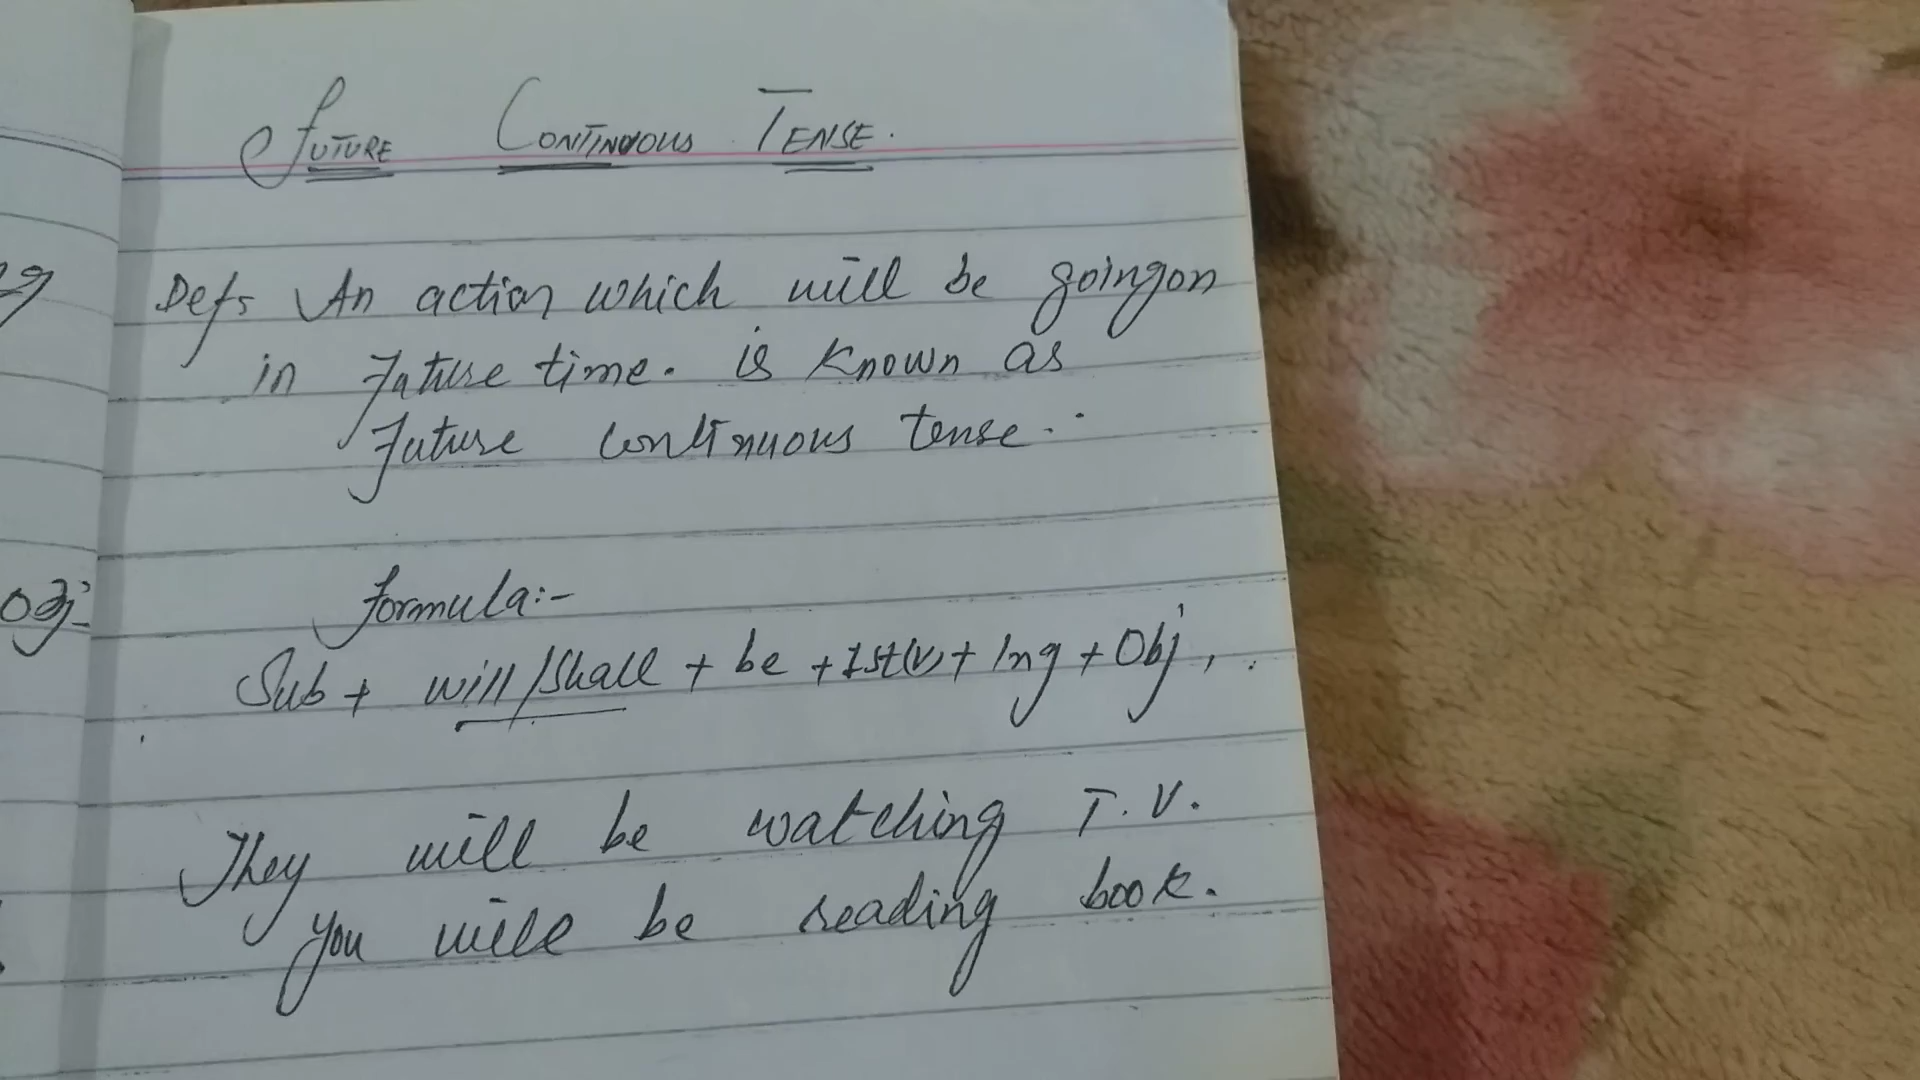 FUTURE CONTINUOUS TENSE.
Def: An action which will be goingon
in future time. is known as
future continuous tense.
formula:-
Sub + will/Shall + be + 1st(v) + ing + Obj,.
They will be watching T.V.
you will be reading book.
obj: